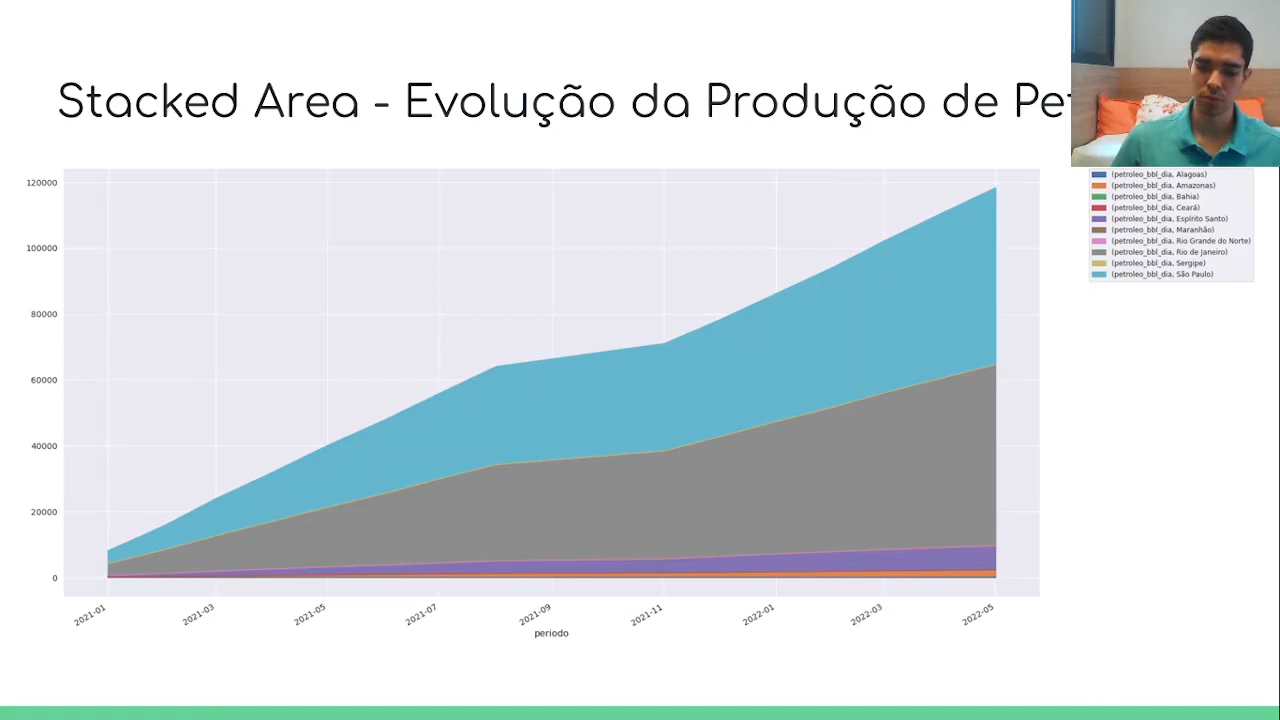 Stacked Area - Evolução da Produção de Pet
120000
100000
80000
60000
40000
20000
0
2021-01
2021-03
2021-05
2021-07
2021-09
2021-11
2022-01
2022-03
2022-05
periodo
(petroleo_bbl_dia, Alagoas)
(petroleo_bbl_dia, Amazonas)
(petroleo_bbl_dia, Bahia)
(petroleo_bbl_dia, Ceará)
(petroleo_bbl_dia, Espírito Santo)
(petroleo_bbl_dia, Maranhão)
(petroleo_bbl_dia, Rio Grande do Norte)
(petroleo_bbl_dia, Rio de Janeiro)
(petroleo_bbl_dia, Sergipe)
(petroleo_bbl_dia, São Paulo)